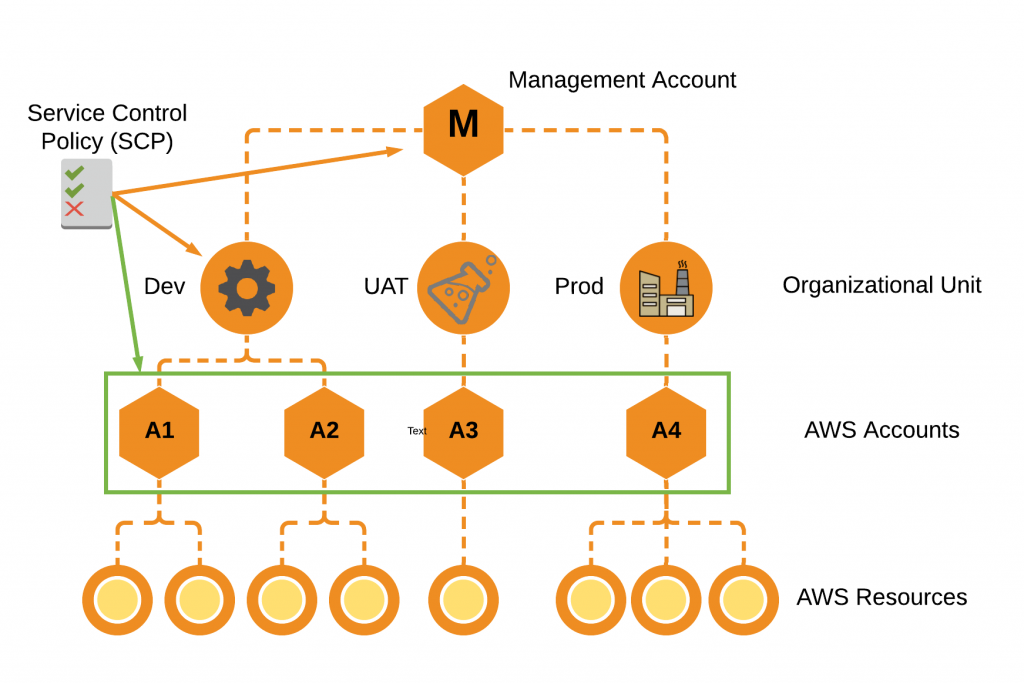 Management Account
M
Service Control
Policy (SCP)
Dev
UAT
Prod
Organizational Unit
A1
A2
Text
A3
A4
AWS Accounts
AWS Resources